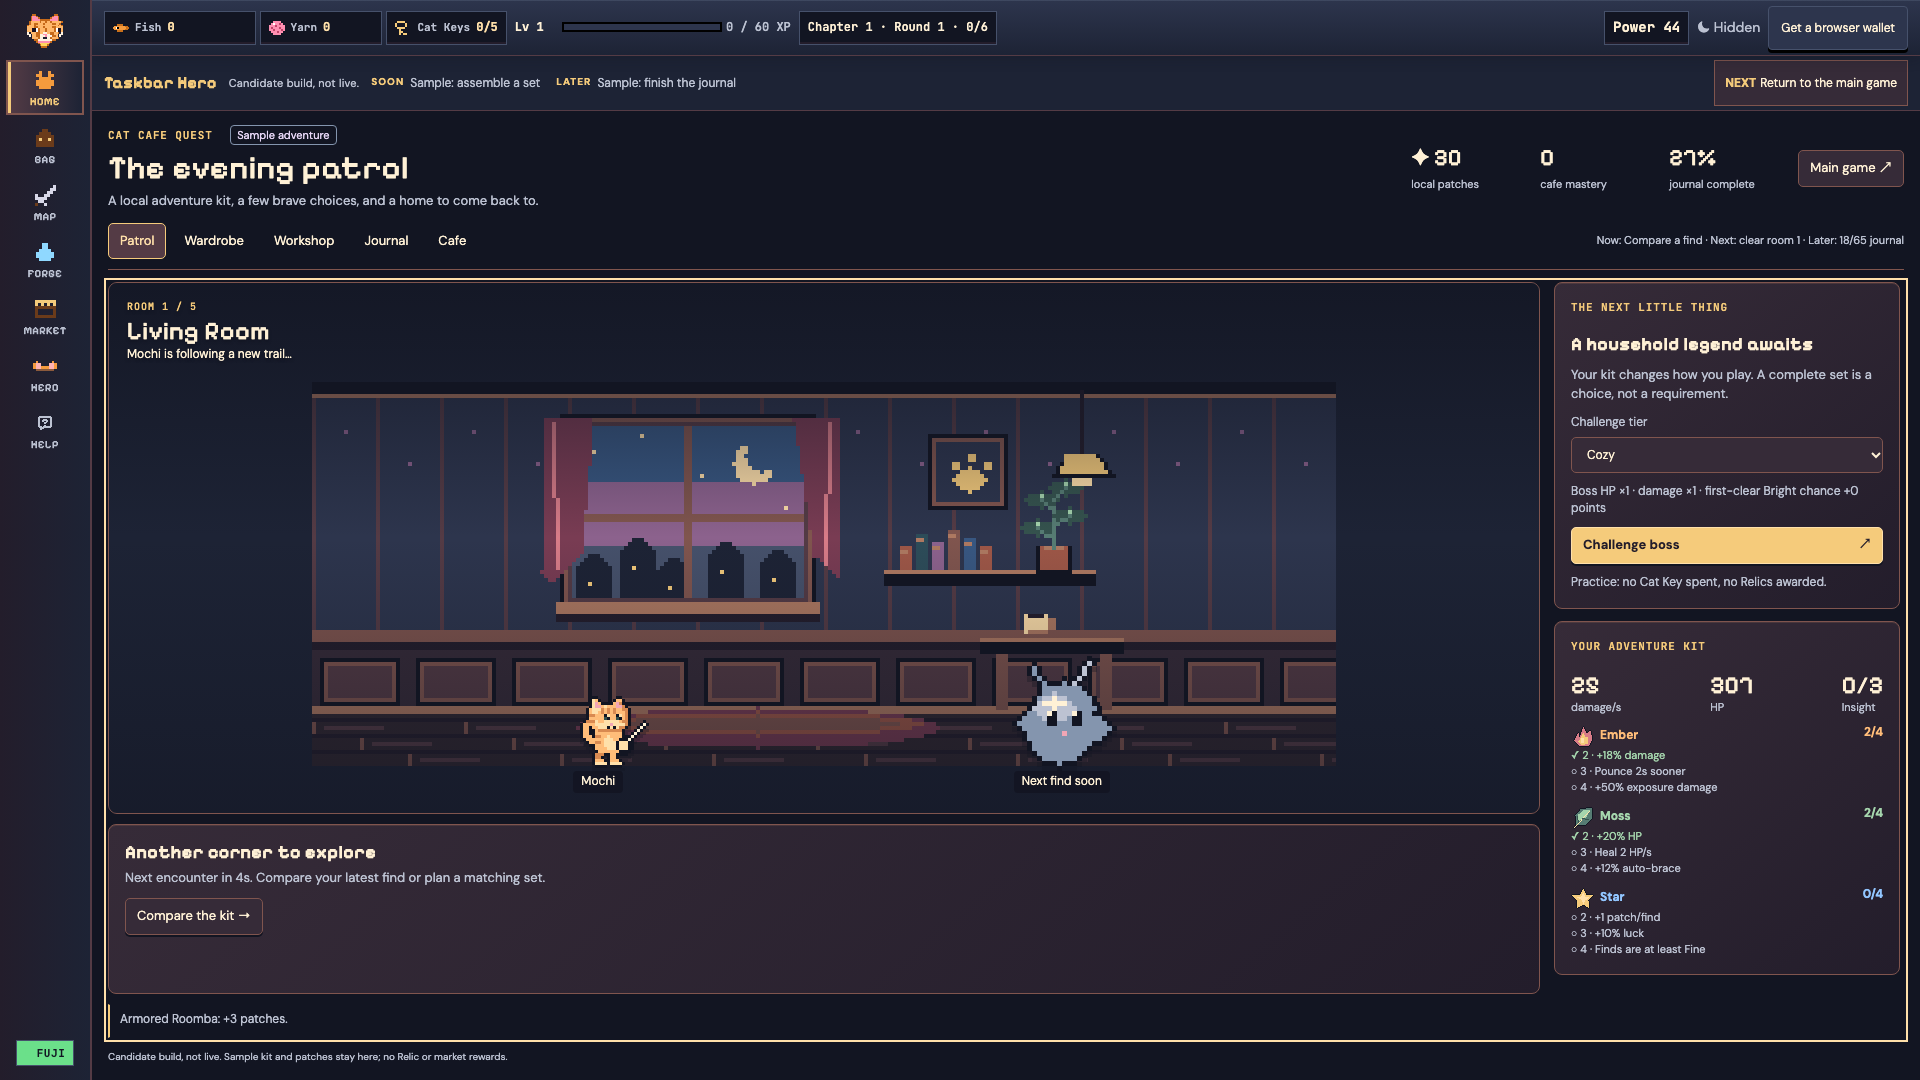 Fish 0
Yarn 0
Cat Keys 0/5
Lv 1
0 / 60 XP
Chapter 1 · Round 1 · 0/6
Power 44
Hidden
Get a browser wallet
HOME
BAG
MAP
FORGE
MARKET
HERO
HELP
FUJI
Taskbar Hero
Candidate build, not live.
SOON Sample: assemble a set
LATER Sample: finish the journal
NEXT Return to the main game
CAT CAFE QUEST
Sample adventure
The evening patrol
A local adventure kit, a few brave choices, and a home to come back to.
✦ 30
local patches
0
cafe mastery
27%
journal complete
Main game ↗
Patrol
Wardrobe
Workshop
Journal
Cafe
Now: Compare a find · Next: clear room 1 · Later: 18/65 journal
ROOM 1 / 5
Living Room
Mochi is following a new trail...
Mochi
Next find soon
Another corner to explore
Next encounter in 4s. Compare your latest find or plan a matching set.
Compare the kit →
Armored Roomba: +3 patches.
Candidate build, not live. Sample kit and patches stay here; no Relic or market rewards.
THE NEXT LITTLE THING
A household legend awaits
Your kit changes how you play. A complete set is a
choice, not a requirement.
Challenge tier
Cozy
Boss HP ×1 · damage ×1 · first-clear Bright chance +0
points
Challenge boss ↗
Practice: no Cat Key spent, no Relics awarded.
YOUR ADVENTURE KIT
28
damage/s
307
HP
0/3
Insight
Ember 2/4
✓ 2 · +18% damage
○ 3 · Pounce 2s sooner
○ 4 · +50% exposure damage
Moss 2/4
✓ 2 · +20% HP
○ 3 · Heal 2 HP/s
○ 4 · +12% auto-brace
Star 0/4
○ 2 · +1 patch/find
○ 3 · +10% luck
○ 4 · Finds are at least Fine